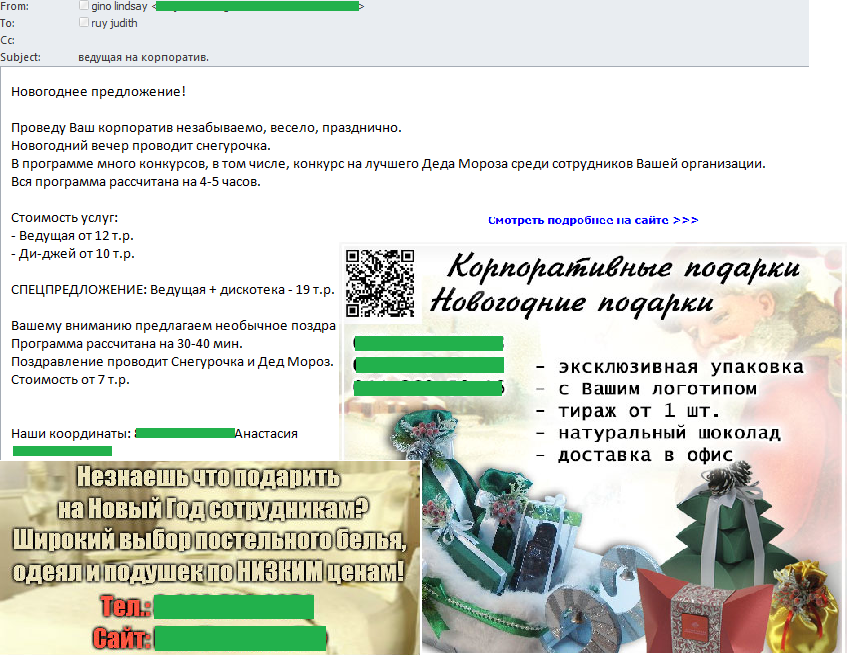 From: gino lindsay < >
To: ruy judith
Cc:
Subject: ведущая на корпоратив.
Новогоднее предложение!
Проведу Ваш корпоратив незабываемо, весело, празднично.
Новогодний вечер проводит снегурочка.
В программе много конкурсов, в том числе, конкурс на лучшего Деда Мороза среди сотрудников Вашей организации.
Вся программа рассчитана на 4-5 часов.
Стоимость услуг:
- Ведущая от 12 т.р.
- Ди-джей от 10 т.р.
СПЕЦПРЕДЛОЖЕНИЕ: Ведущая + дискотека - 19 т.р.
Вашему вниманию предлагаем необычное поздра
Программа рассчитана на 30-40 мин.
Поздравление проводит Снегурочка и Дед Мороз.
Стоимость от 7 т.р.
Наши координаты: Анастасия
Смотреть подробнее на сайте >>>
Корпоративные подарки
Новогодние подарки
- эксклюзивная упаковка
- с Вашим логотипом
- тираж от 1 шт.
- натуральный шоколад
- доставка в офис
Незнаешь что подарить
на Новый Год сотрудникам?
Широкий выбор постельного белья,
одеял и подушек по НИЗКИМ ценам!
Тел.:
Сайт: